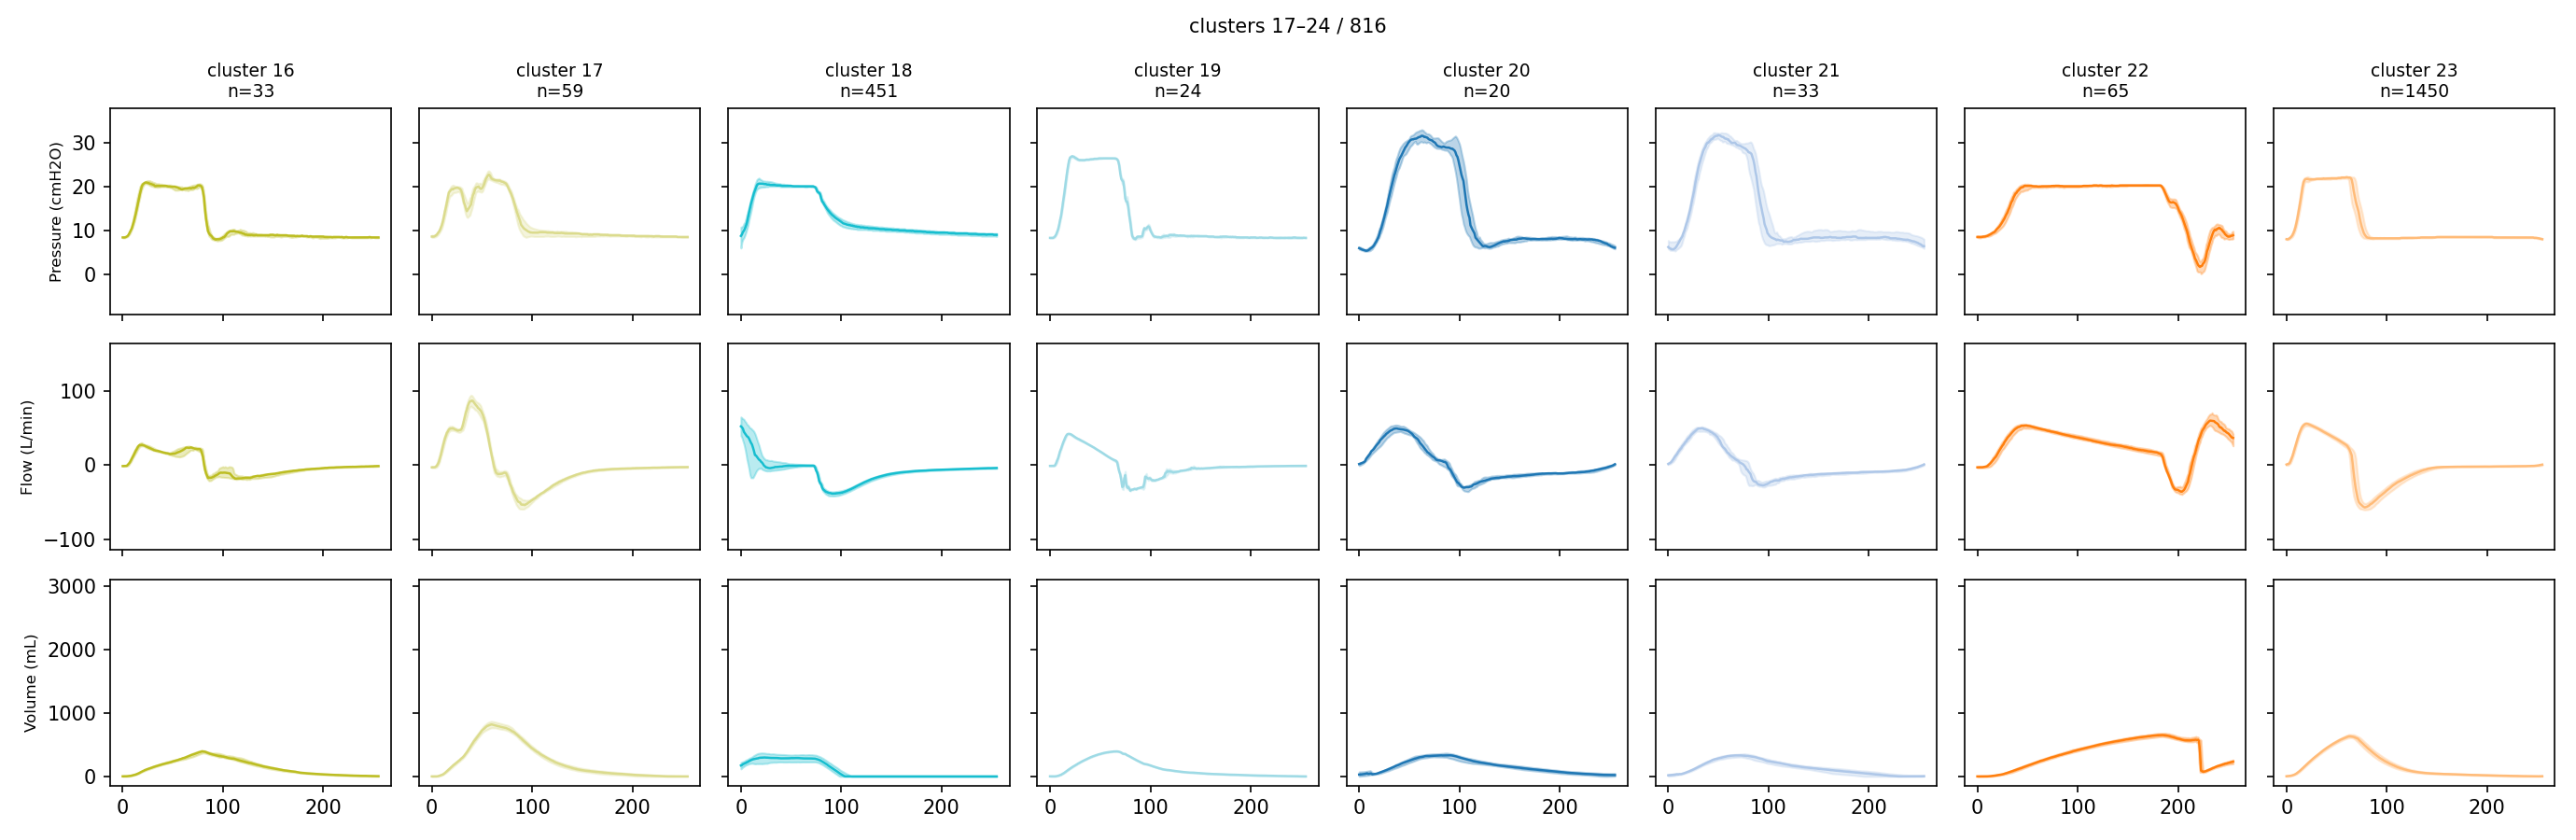 clusters 17–24 / 816
cluster 16
n=33
cluster 17
n=59
cluster 18
n=451
cluster 19
n=24
cluster 20
n=20
cluster 21
n=33
cluster 22
n=65
cluster 23
n=1450
Pressure (cmH2O)
30
20
10
0
Flow (L/min)
100
0
−100
Volume (mL)
3000
2000
1000
0
0 100 200
0 100 200
0 100 200
0 100 200
0 100 200
0 100 200
0 100 200
0 100 200